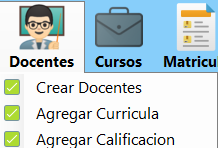 Docentes Cursos Matricu
Crear Docentes
Agregar Curricula
Agregar Calificacion